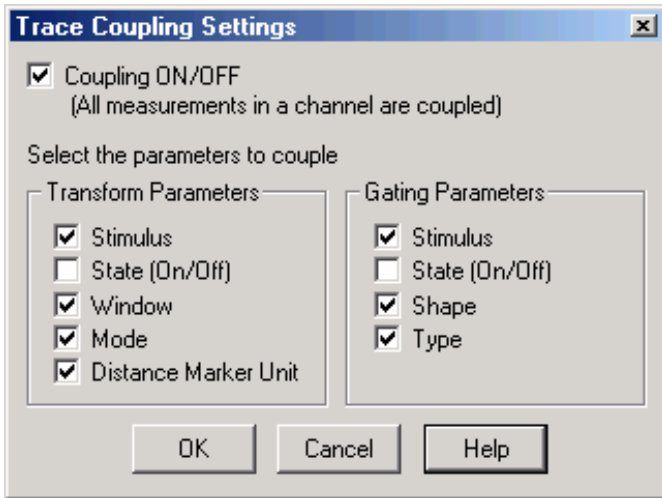 Trace Coupling Settings
Coupling ON/OFF
(All measurements in a channel are coupled)
Select the parameters to couple
Transform Parameters
Stimulus
State (On/Off)
Window
Mode
Distance Marker Unit
Gating Parameters
Stimulus
State (On/Off)
Shape
Type
OK
Cancel
Help